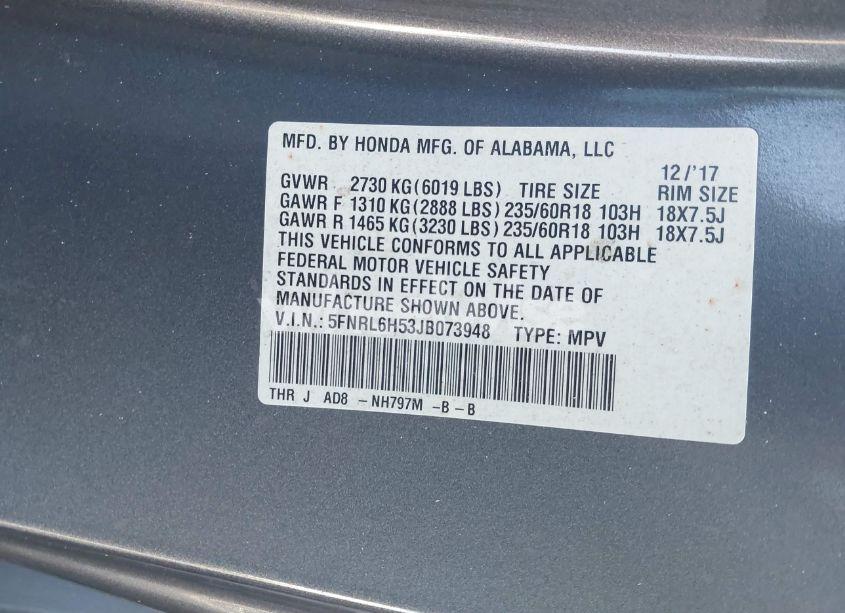 MFD. BY HONDA MFG. OF ALABAMA, LLC
12/'17
GVWR 2730 KG(6019 LBS) TIRE SIZE RIM SIZE
GAWR F 1310 KG(2888 LBS) 235/60R18 103H 18X7.5J
GAWR R 1465 KG(3230 LBS) 235/60R18 103H 18X7.5J
THIS VEHICLE CONFORMS TO ALL APPLICABLE
FEDERAL MOTOR VEHICLE SAFETY
STANDARDS IN EFFECT ON THE DATE OF
MANUFACTURE SHOWN ABOVE.
V.I.N.: 5FNRL6H53JB073948 TYPE: MPV
THR J AD8 - NH797M -B-B